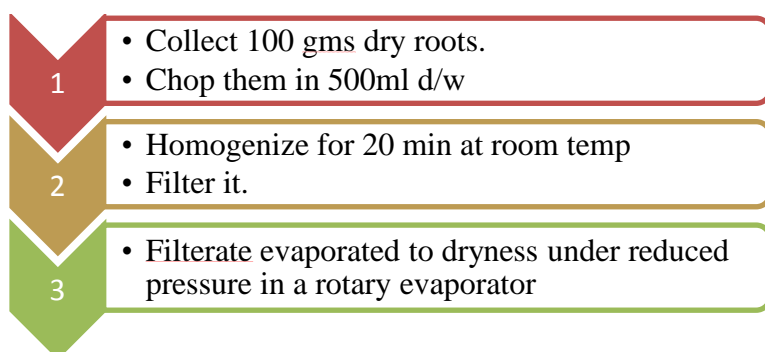 1
• Collect 100 gms dry roots.
• Chop them in 500ml d/w
2
• Homogenize for 20 min at room temp
• Filter it.
3
• Filterate evaporated to dryness under reduced
pressure in a rotary evaporator